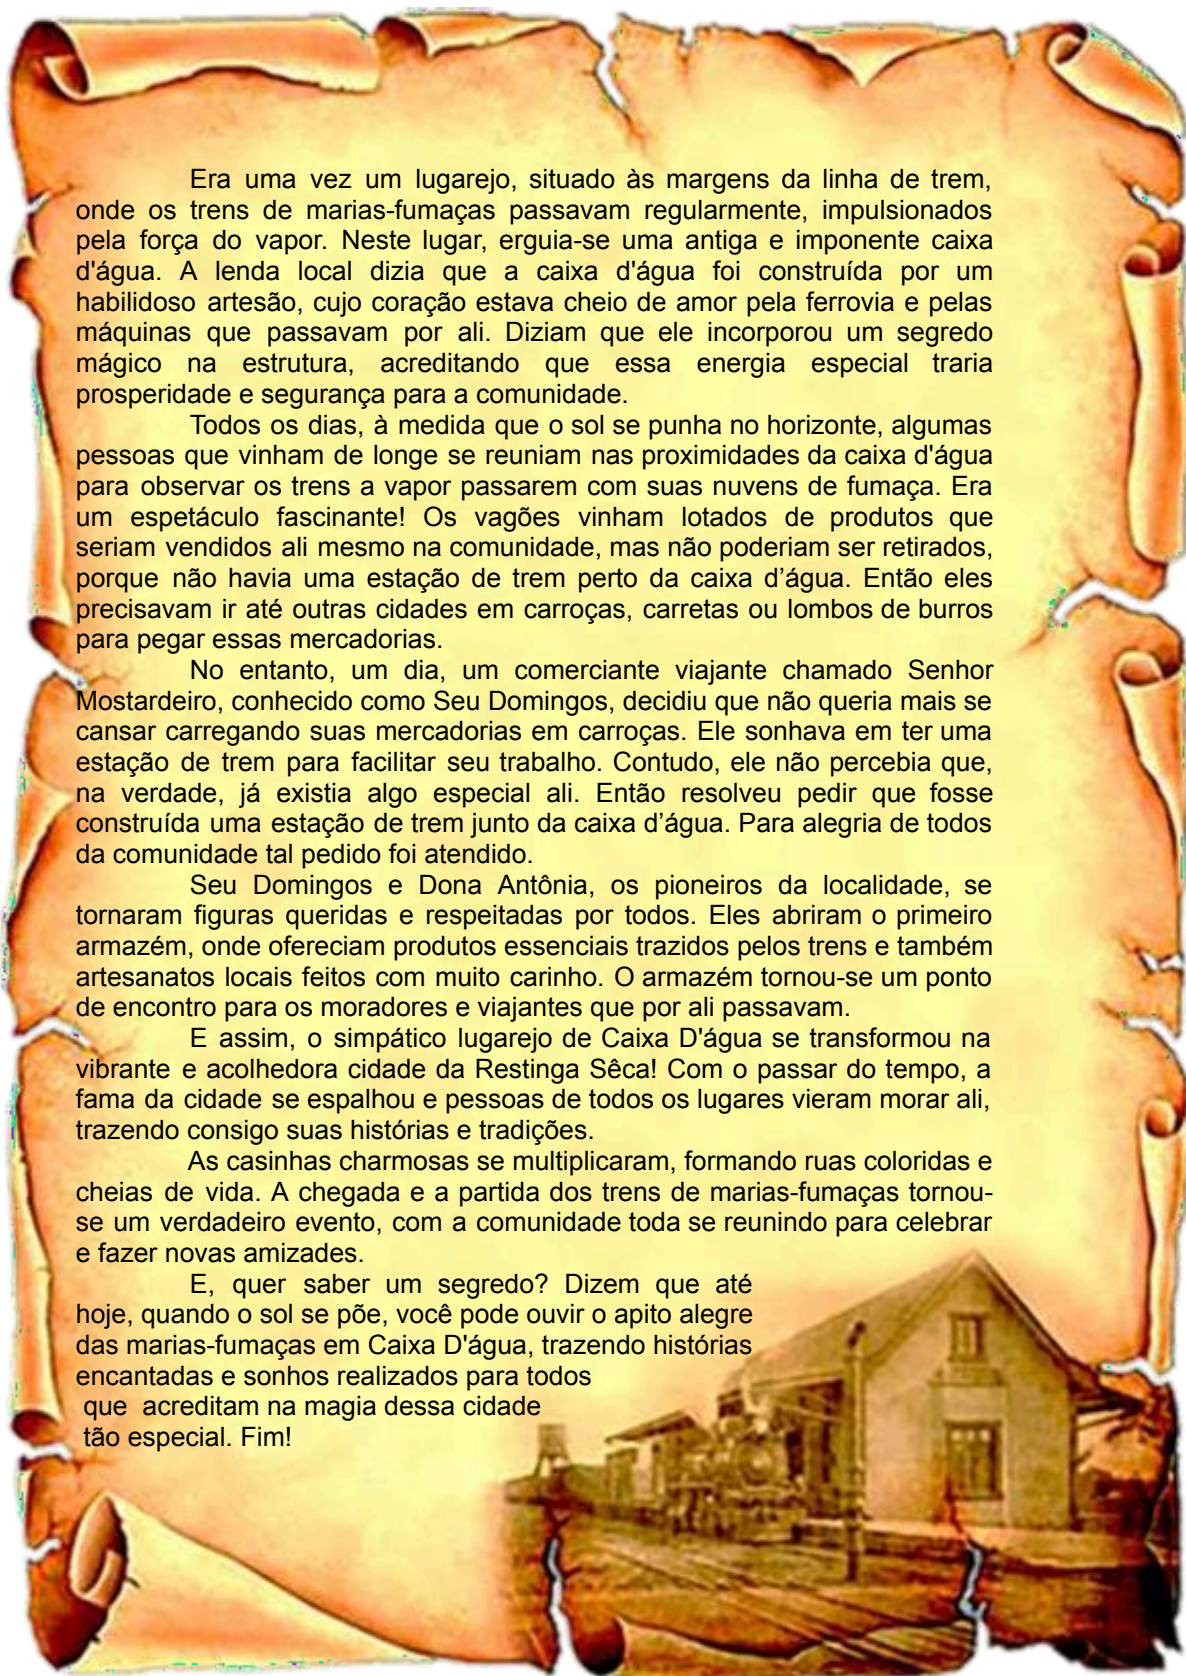 Era uma vez um lugarejo, situado às margens da linha de trem,
onde os trens de marias-fumaças passavam regularmente, impulsionados
pela força do vapor. Neste lugar, erguia-se uma antiga e imponente caixa
d'água. A lenda local dizia que a caixa d'água foi construída por um
habilidoso artesão, cujo coração estava cheio de amor pela ferrovia e pelas
máquinas que passavam por ali. Diziam que ele incorporou um segredo
mágico na estrutura, acreditando que essa energia especial traria
prosperidade e segurança para a comunidade.
Todos os dias, à medida que o sol se punha no horizonte, algumas
pessoas que vinham de longe se reuniam nas proximidades da caixa d'água
para observar os trens a vapor passarem com suas nuvens de fumaça. Era
um espetáculo fascinante! Os vagões vinham lotados de produtos que
seriam vendidos ali mesmo na comunidade, mas não poderiam ser retirados,
porque não havia uma estação de trem perto da caixa d’água. Então eles
precisavam ir até outras cidades em carroças, carretas ou lombos de burros
para pegar essas mercadorias.
No entanto, um dia, um comerciante viajante chamado Senhor
Mostardeiro, conhecido como Seu Domingos, decidiu que não queria mais se
cansar carregando suas mercadorias em carroças. Ele sonhava em ter uma
estação de trem para facilitar seu trabalho. Contudo, ele não percebia que,
na verdade, já existia algo especial ali. Então resolveu pedir que fosse
construída uma estação de trem junto da caixa d’água. Para alegria de todos
da comunidade tal pedido foi atendido.
Seu Domingos e Dona Antônia, os pioneiros da localidade, se
tornaram figuras queridas e respeitadas por todos. Eles abriram o primeiro
armazém, onde ofereciam produtos essenciais trazidos pelos trens e também
artesanatos locais feitos com muito carinho. O armazém tornou-se um ponto
de encontro para os moradores e viajantes que por ali passavam.
E assim, o simpático lugarejo de Caixa D'água se transformou na
vibrante e acolhedora cidade da Restinga Sêca! Com o passar do tempo, a
fama da cidade se espalhou e pessoas de todos os lugares vieram morar ali,
trazendo consigo suas histórias e tradições.
As casinhas charmosas se multiplicaram, formando ruas coloridas e
cheias de vida. A chegada e a partida dos trens de marias-fumaças tornou-
se um verdadeiro evento, com a comunidade toda se reunindo para celebrar
e fazer novas amizades.
E, quer saber um segredo? Dizem que até
hoje, quando o sol se põe, você pode ouvir o apito alegre
das marias-fumaças em Caixa D'água, trazendo histórias
encantadas e sonhos realizados para todos
que acreditam na magia dessa cidade
tão especial. Fim!